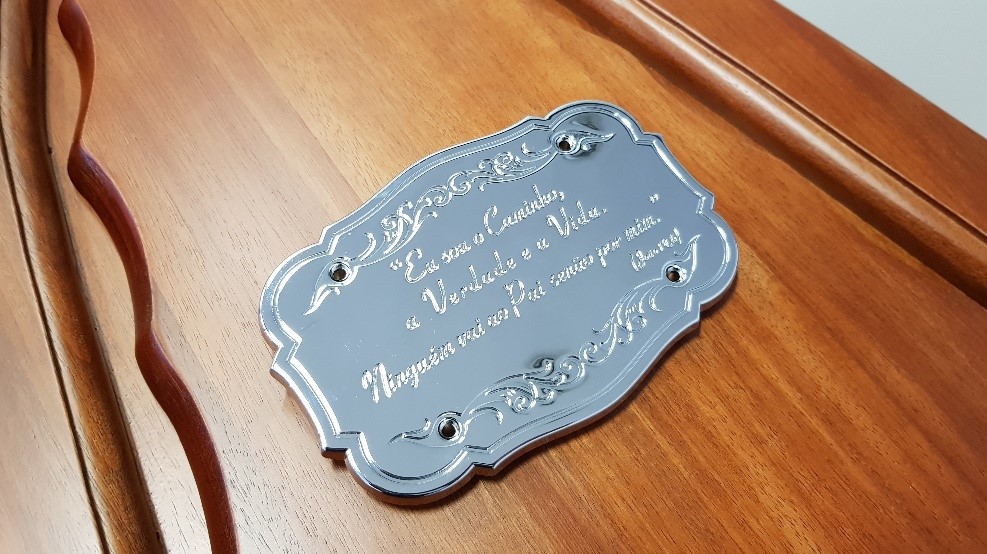 "Eu sou o Caminho,
a Verdade e a Vida.
Ninguém vai ao Pai senão por mim."